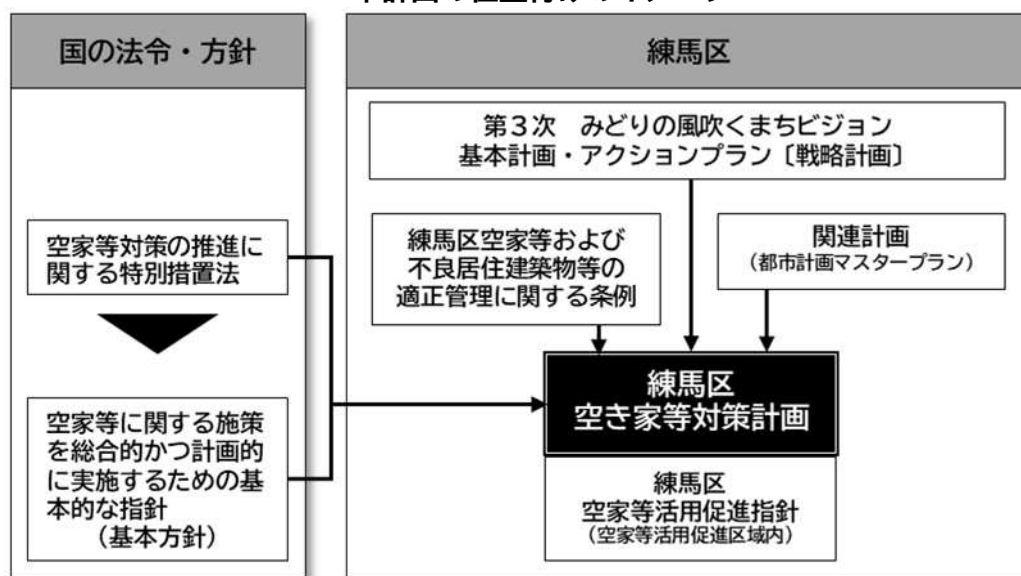 国の法令・方針
空家等対策の推進に
関する特別措置法
空家等に関する施策
を総合的かつ計画的
に実施するための基
本的な指針
（基本方針）
練馬区
第３次　みどりの風吹くまちビジョン
基本計画・アクションプラン〔戦略計画〕
練馬区空家等および
不良居住建築物等の
適正管理に関する条例
関連計画
（都市計画マスタープラン）
練馬区
空き家等対策計画
練馬区
空家等活用促進指針
（空家等活用促進区域内）